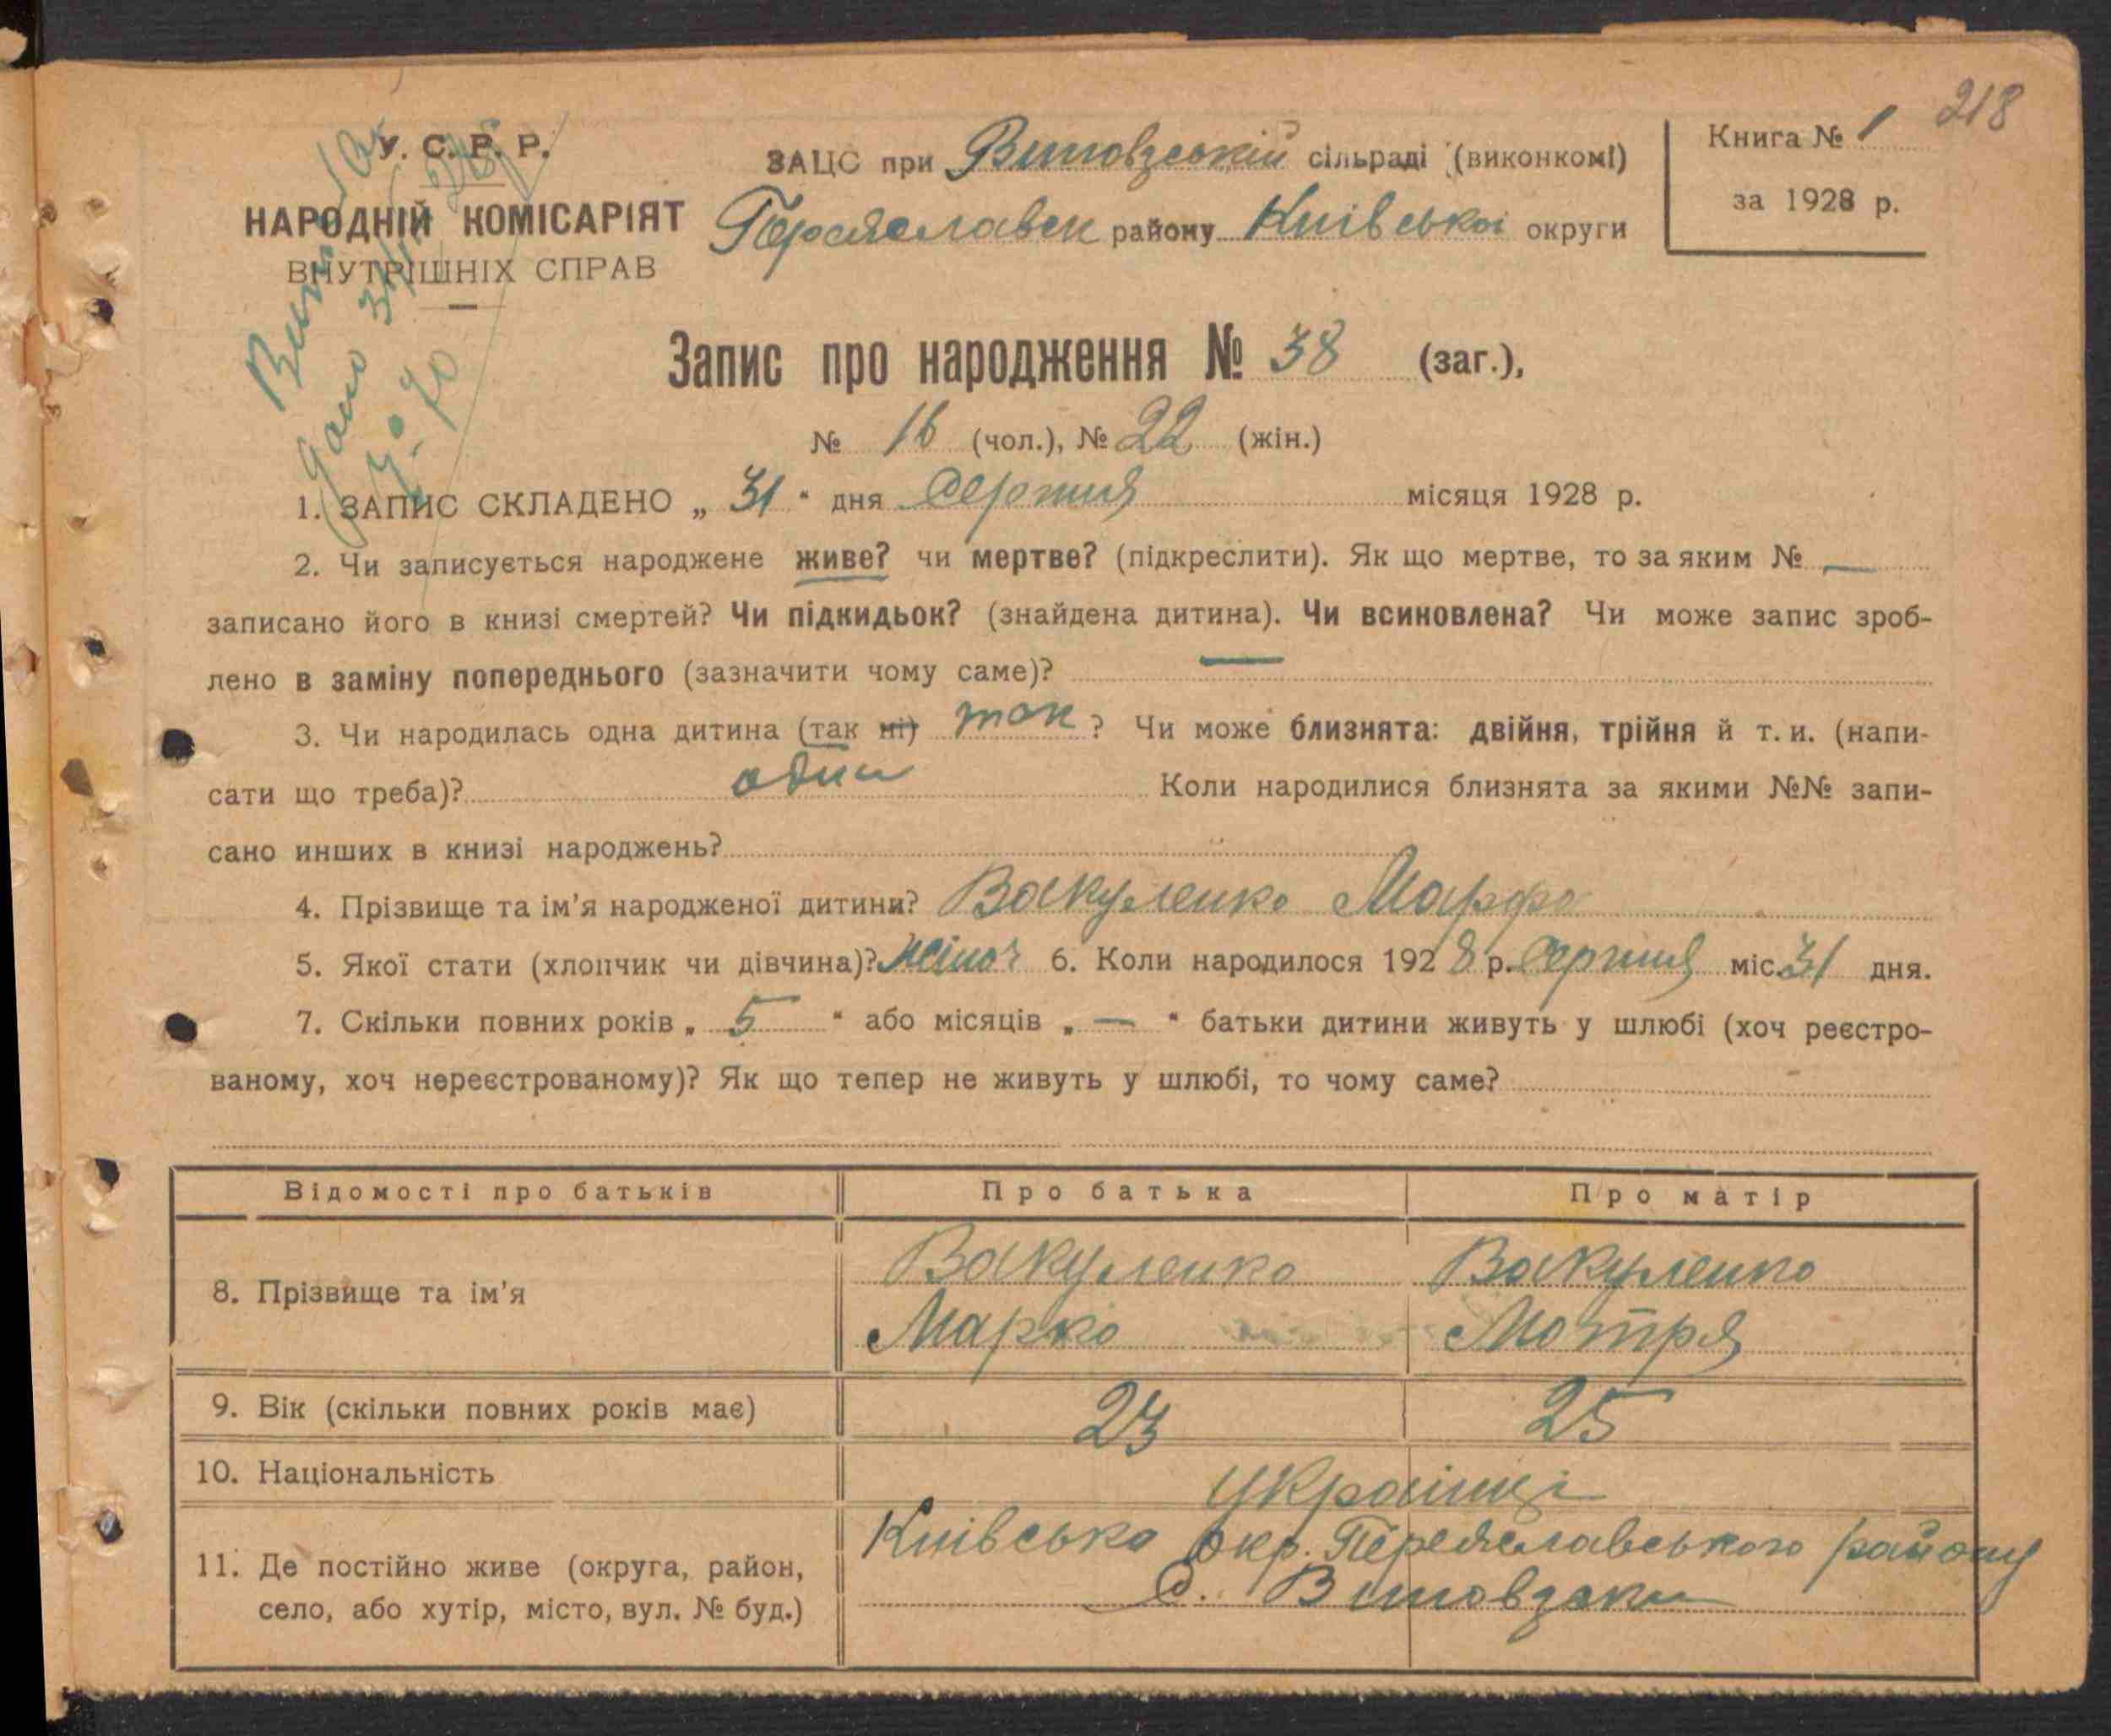 218
У. С. Р. Р.
НАРОДНІЙ КОМІСАРІЯТ
ВНУТРІШНІХ СПРАВ
ЗАЦС при Витовзській сільраді (виконкомі)
Переяславськ району Київської округи
Книга № 1
за 1928 р.
Запис про народження № 38 (заг.),
№ 16 (чол.), № 22 (жін.)
1. ЗАПИС СКЛАДЕНО „ 31 “ дня серпня місяця 1928 р.
2. Чи записується народжене живе? чи мертве? (підкреслити). Як що мертве, то за яким № —
записано його в книзі смертей? Чи підкидьок? (знайдена дитина). Чи всиновлена? Чи може запис зроб-
лено в заміну попереднього (зазначити чому саме)? —
3. Чи народилась одна дитина (так ні) так ? Чи може близнята: двійня, трійня й т. и. (напи-
сати що треба)? одна Коли народилися близнята за якими №№ запи-
сано инших в книзі народжень?
4. Прізвище та ім’я народженої дитини? Вакуленко Марфа
5. Якої стати (хлопчик чи дівчина)? жіноч 6. Коли народилося 1928 р. серпня міс. 31 дня.
7. Скільки повних років „ 5 “ або місяців „ — “ батьки дитини живуть у шлюбі (хоч реєстро-
ваному, хоч нереєстрованому)? Як що тепер не живуть у шлюбі, то чому саме?
Відомості про батьків Про батька Про матір
8. Прізвище та ім’я
Вакуленко Вакуленко
Марко Мотря
9. Вік (скільки повних років має) 23 25
10. Національність Українці
11. Де постійно живе (округа, район,
село, або хутір, місто, вул. № буд.)
Київська окр. Переяславського району
С. Витовзски